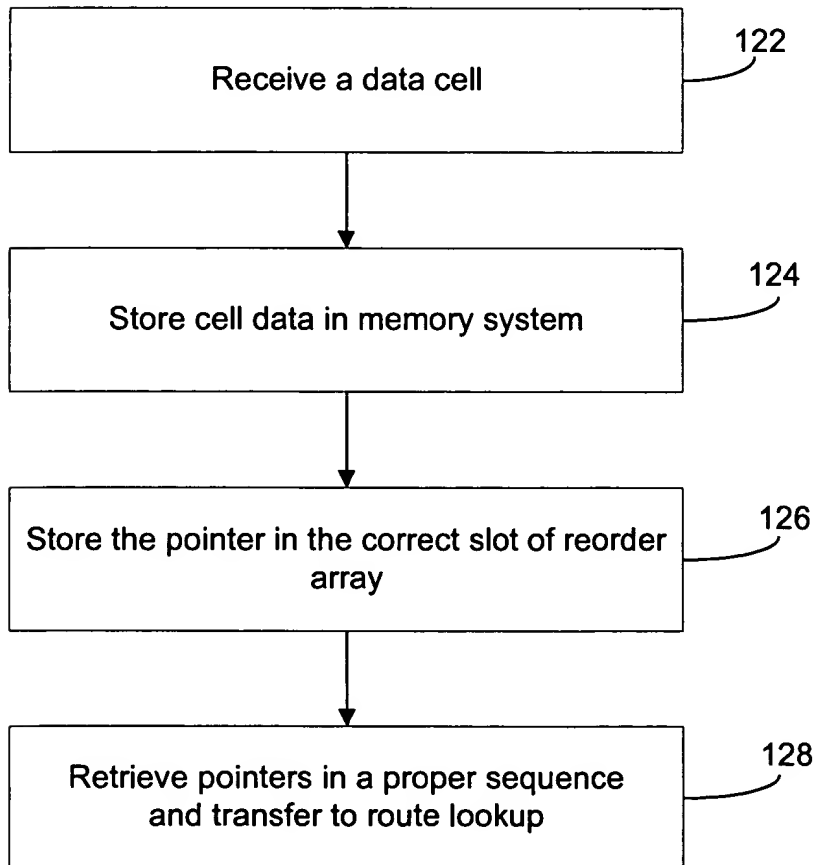 122
Receive a data cell
124
Store cell data in memory system
126
Store the pointer in the correct slot of reorder
array
128
Retrieve pointers in a proper sequence
and transfer to route lookup